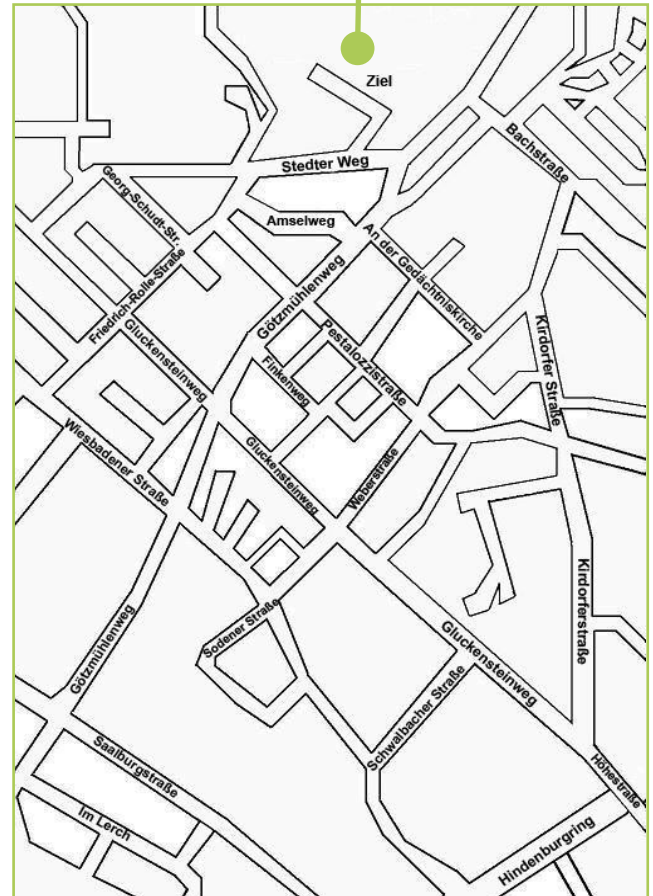 Ziel
Bachstraße
Stedter Weg
Georg-Schudt-Str.
Amselweg
An der Gedächtniskirche
Friedrich-Rolle-Straße
Götzmühlenweg
Gluckensteinweg
Pestalozzistraße
Kirdorfer Straße
Finkenweg
Wiesbadener Straße
Gluckensteinweg
Weberstraße
Kirdorferstraße
Sodener Straße
Götzmühlenweg
Gluckensteinweg
Schwalbacher Straße
Saalburgstraße
Höhestraße
Im Lerch
Hindenburgring